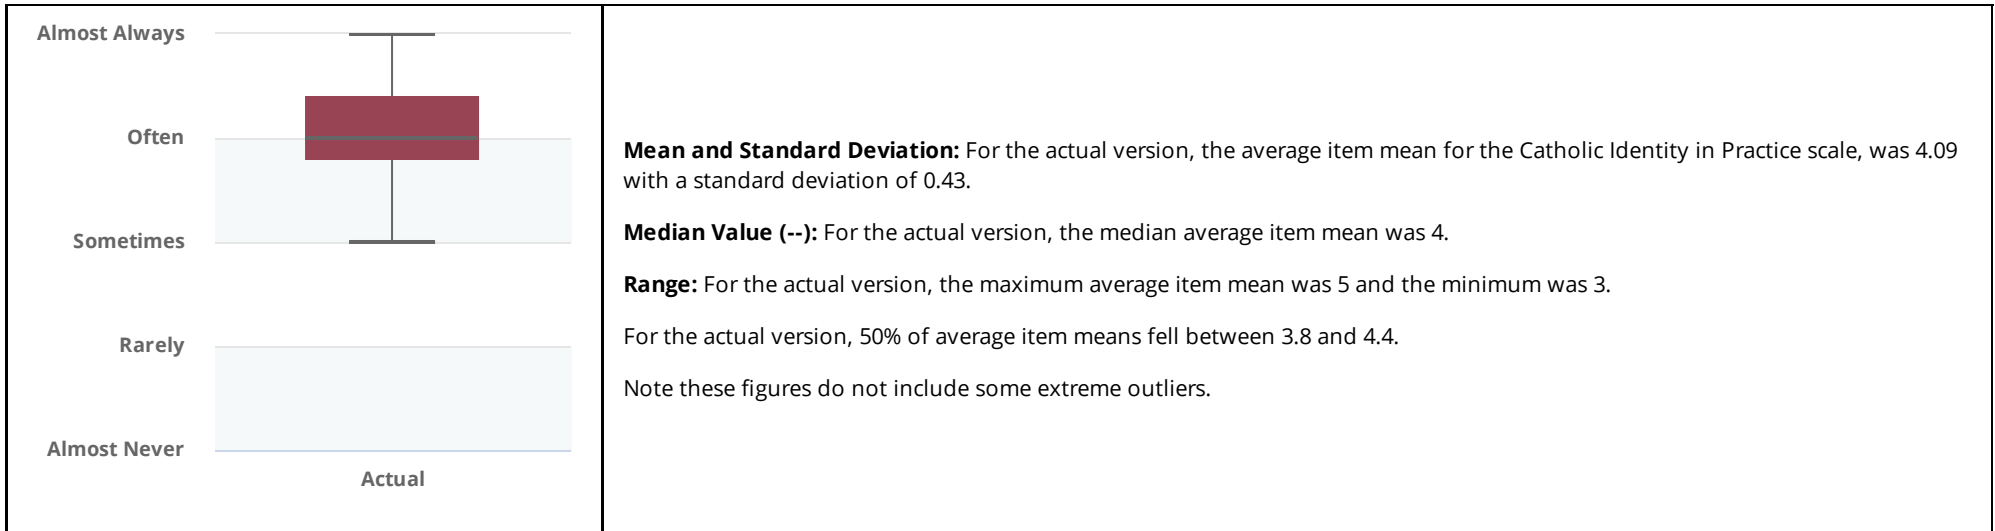 Almost Always
Often
Sometimes
Rarely
Almost Never
Actual
Mean and Standard Deviation: For the actual version, the average item mean for the Catholic Identity in Practice scale, was 4.09
with a standard deviation of 0.43.
Median Value (--): For the actual version, the median average item mean was 4.
Range: For the actual version, the maximum average item mean was 5 and the minimum was 3.
For the actual version, 50% of average item means fell between 3.8 and 4.4.
Note these figures do not include some extreme outliers.